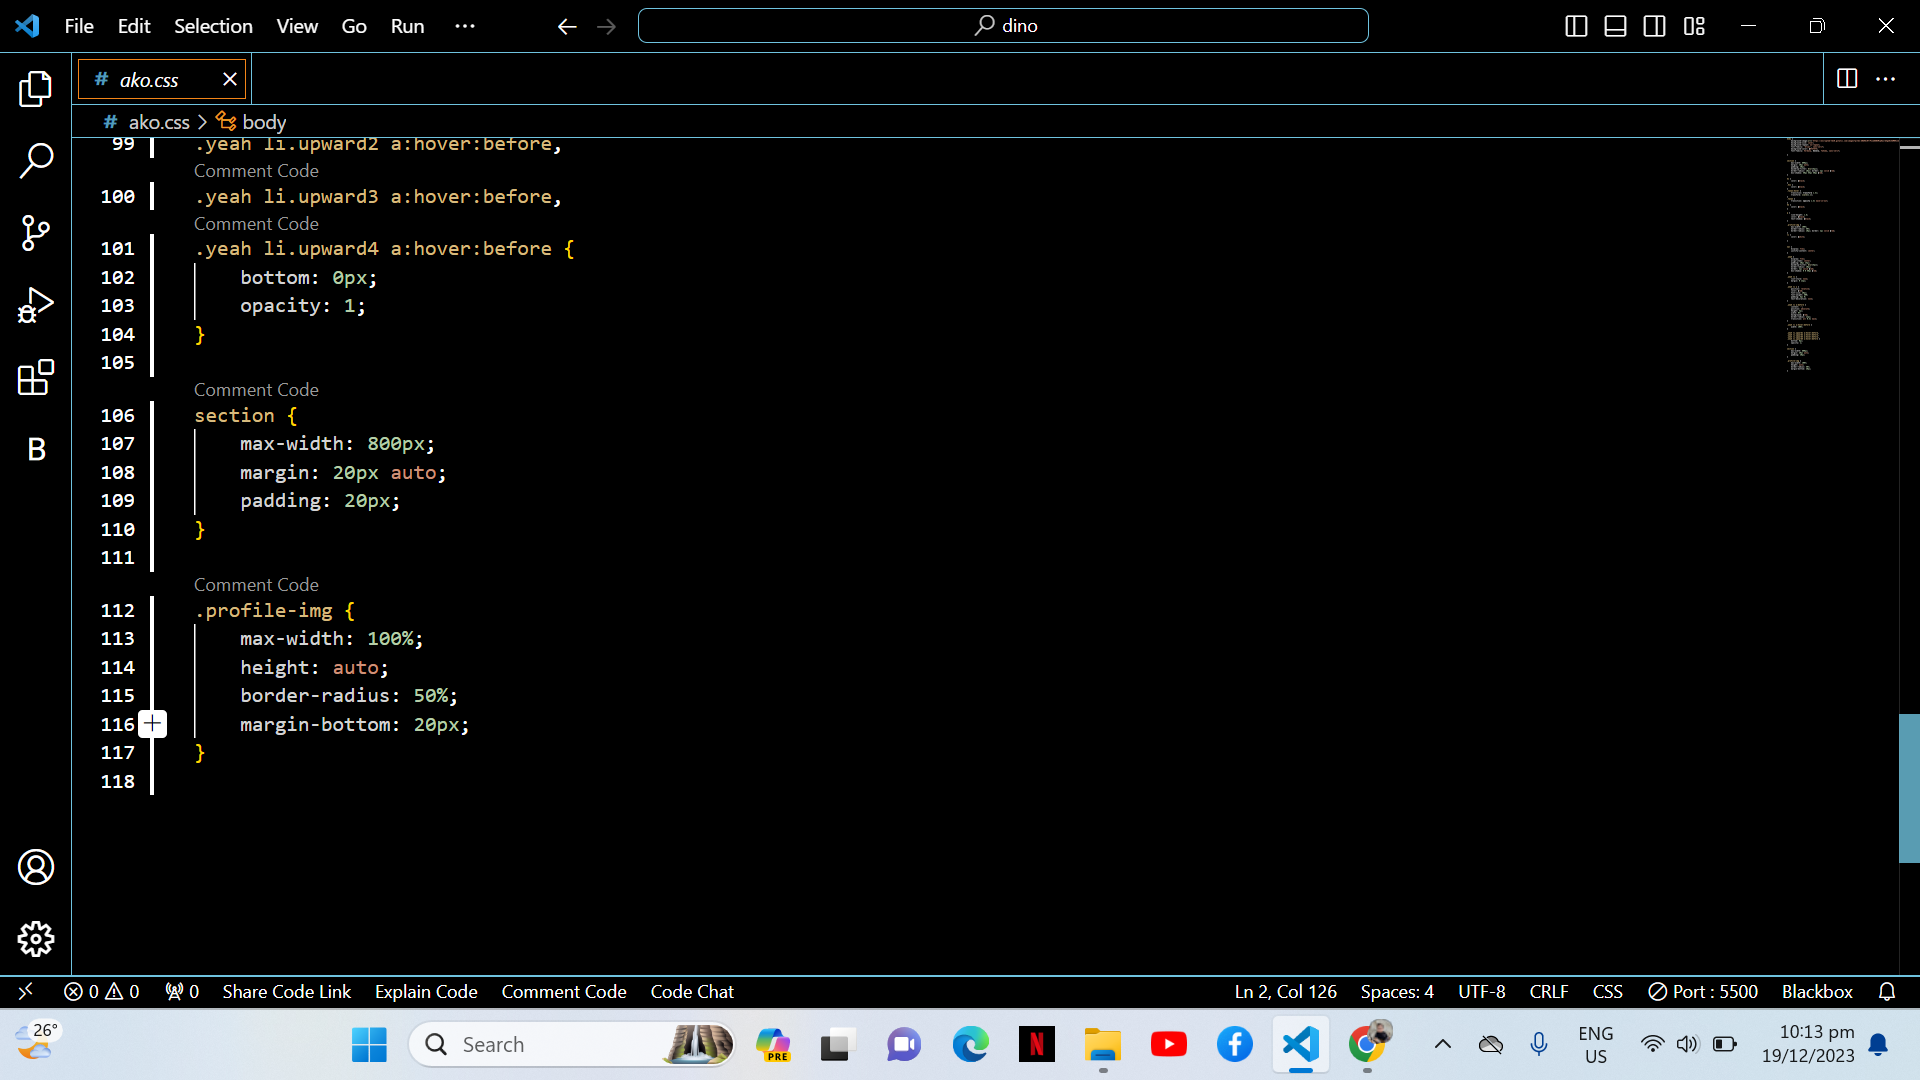 File Edit Selection View Go Run ··· dino
# ako.css
# ako.css > body
99 .yeah li.upward2 a:hover:before,
Comment Code
100 .yeah li.upward3 a:hover:before,
Comment Code
101 .yeah li.upward4 a:hover:before {
102 bottom: 0px;
103 opacity: 1;
104 }
105
Comment Code
106 section {
107 max-width: 800px;
108 margin: 20px auto;
109 padding: 20px;
110 }
111
Comment Code
112 .profile-img {
113 max-width: 100%;
114 height: auto;
115 border-radius: 50%;
116 margin-bottom: 20px;
117 }
118
B
0 0 0 Share Code Link Explain Code Comment Code Code Chat Ln 2, Col 126 Spaces: 4 UTF-8 CRLF CSS Port : 5500 Blackbox
26° Search PRE N ENG US 10:13 pm
19/12/2023